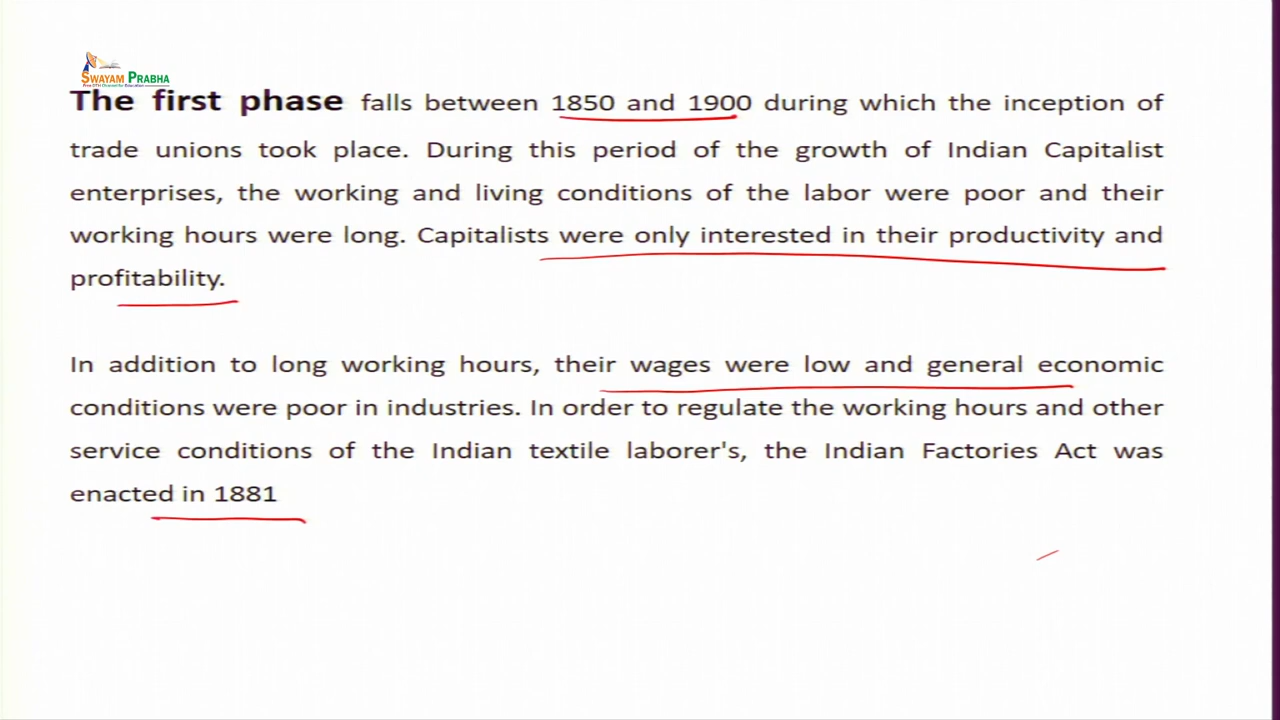 SWAYAM PRABHA
Free DTH Channel for Education
The first phase falls between 1850 and 1900 during which the inception of
trade unions took place. During this period of the growth of Indian Capitalist
enterprises, the working and living conditions of the labor were poor and their
working hours were long. Capitalists were only interested in their productivity and
profitability.
In addition to long working hours, their wages were low and general economic
conditions were poor in industries. In order to regulate the working hours and other
service conditions of the Indian textile laborer's, the Indian Factories Act was
enacted in 1881